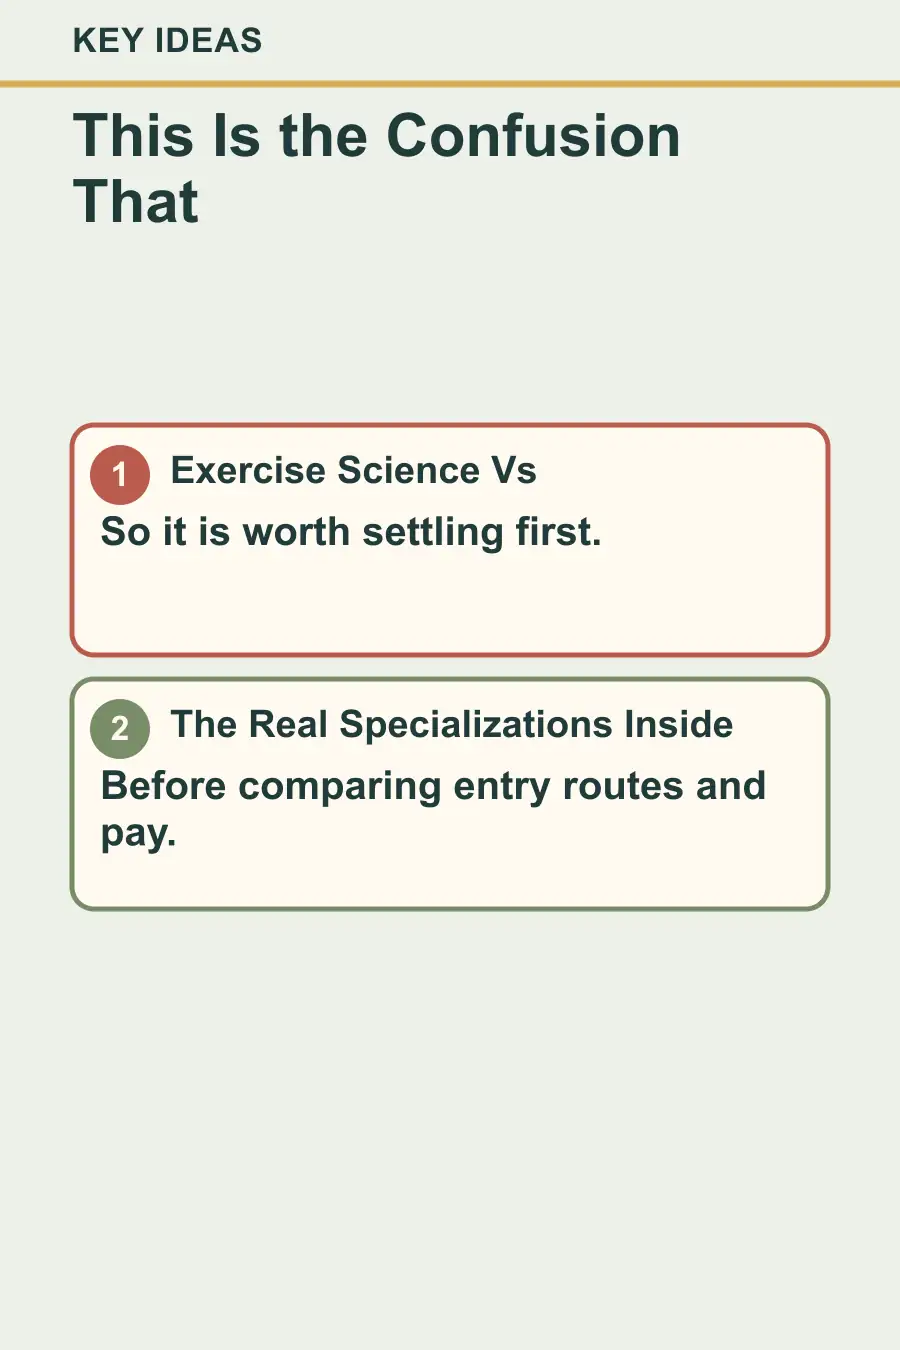 KEY IDEAS
This Is the Confusion
That
1
Exercise Science Vs
So it is worth settling first.
2
The Real Specializations Inside
Before comparing entry routes and
pay.